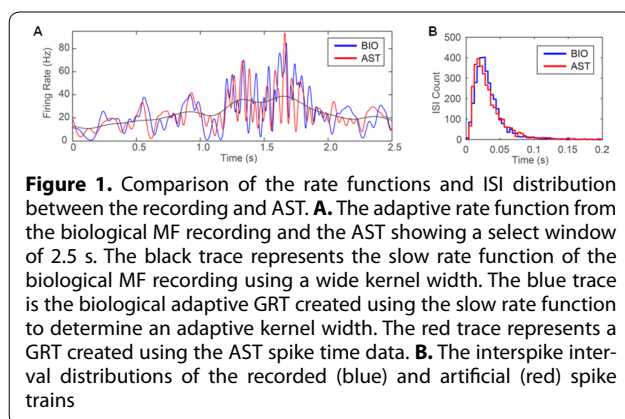 A
BIO
AST
Firing Rate (Hz)
80
60
40
20
0
0
0.5
1.0
1.5
2.0
2.5
Time (s)
B
BIO
AST
ISI Count
500
400
300
200
100
0
0
0.05
0.1
0.15
0.2
Time (s)
Figure 1. Comparison of the rate functions and ISI distribution
between the recording and AST. A. The adaptive rate function from
the biological MF recording and the AST showing a select window
of 2.5 s. The black trace represents the slow rate function of the
biological MF recording using a wide kernel width. The blue trace
is the biological adaptive GRT created using the slow rate function
to determine an adaptive kernel width. The red trace represents a
GRT created using the AST spike time data. B. The interspike inter-
val distributions of the recorded (blue) and artificial (red) spike
trains